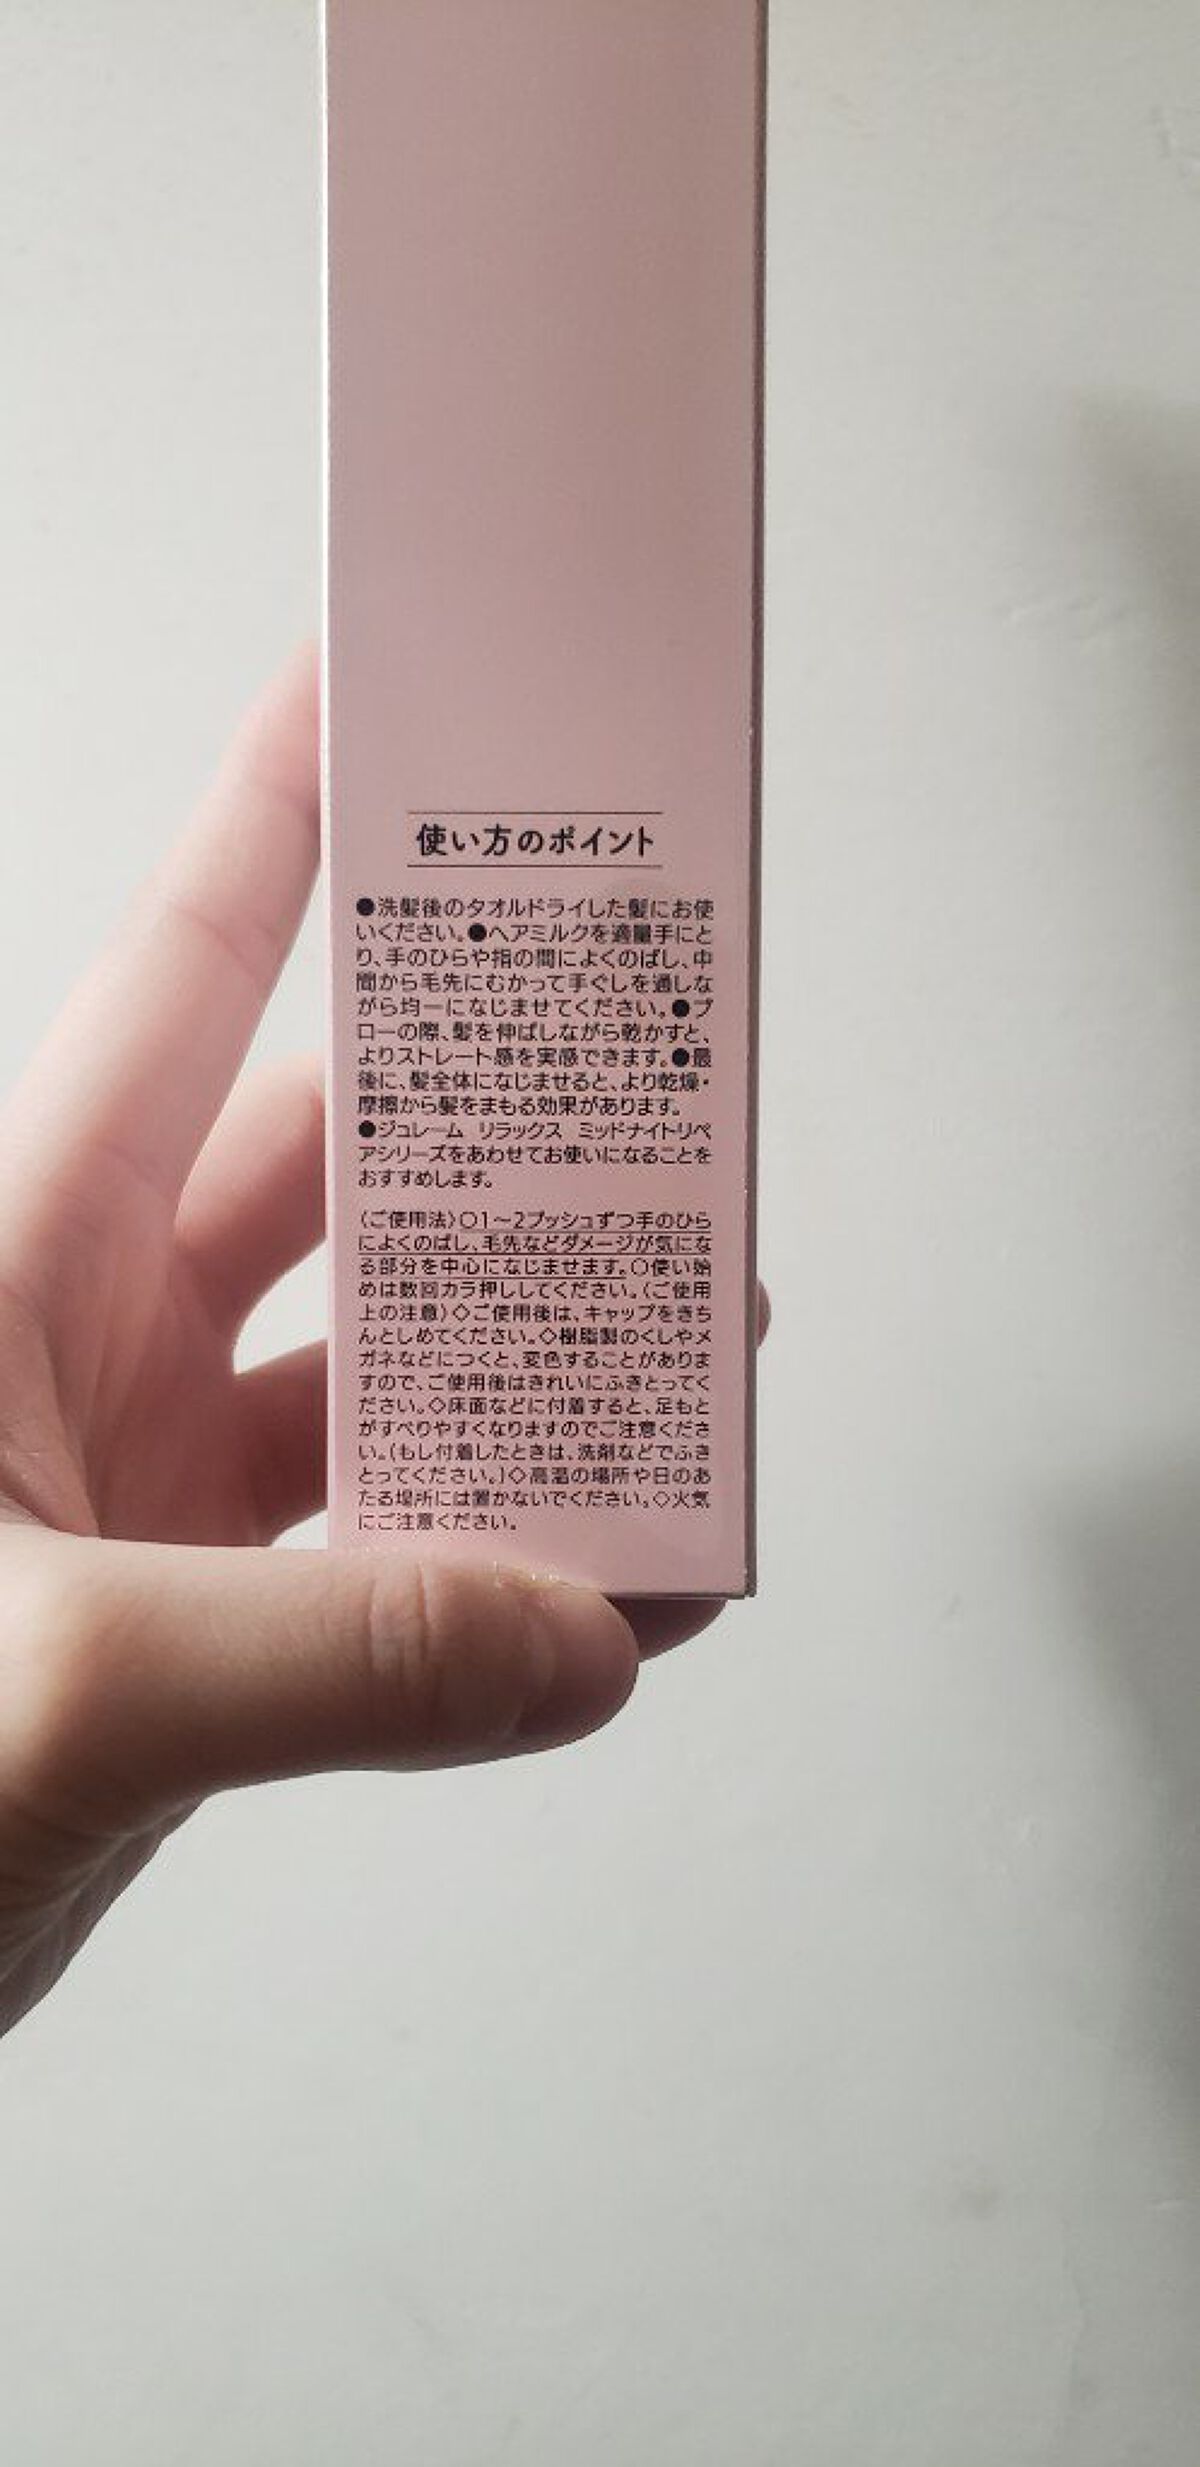 使い方のポイント
●洗髪後のタオルドライした髪にお使
いください。●ヘアミルクを適量手にと
り、手のひらや指の間によくのばし、中
間から毛先にむかって手ぐしを通しな
がら均一になじませてください。●ブ
ローの際、髪を伸ばしながら乾かすと、
よりストレート感を実感できます。●最
後に、髪全体になじませると、より乾燥・
摩擦から髪をまもる効果があります。
●ジュレーム リラックス ミッドナイトリペ
アシリーズをあわせてお使いになることを
おすすめします。
〈ご使用法〉○1～2プッシュずつ手のひら
によくのばし、毛先などダメージが気にな
る部分を中心になじませます。○使い始
めは数回カラ押ししてください。〈ご使用
上の注意〉◇ご使用後は、キャップをきち
んとしめてください。◇樹脂製のくしやメ
ガネなどにつくと、変色することがありま
すので、ご使用後はきれいにふきとってく
ださい。◇床面などに付着すると、足もと
がすべりやすくなりますのでご注意くださ
い。(もし付着したときは、洗剤などでふき
とってください。)◇高温の場所や日のあ
たる場所には置かないでください。◇火気
にご注意ください。